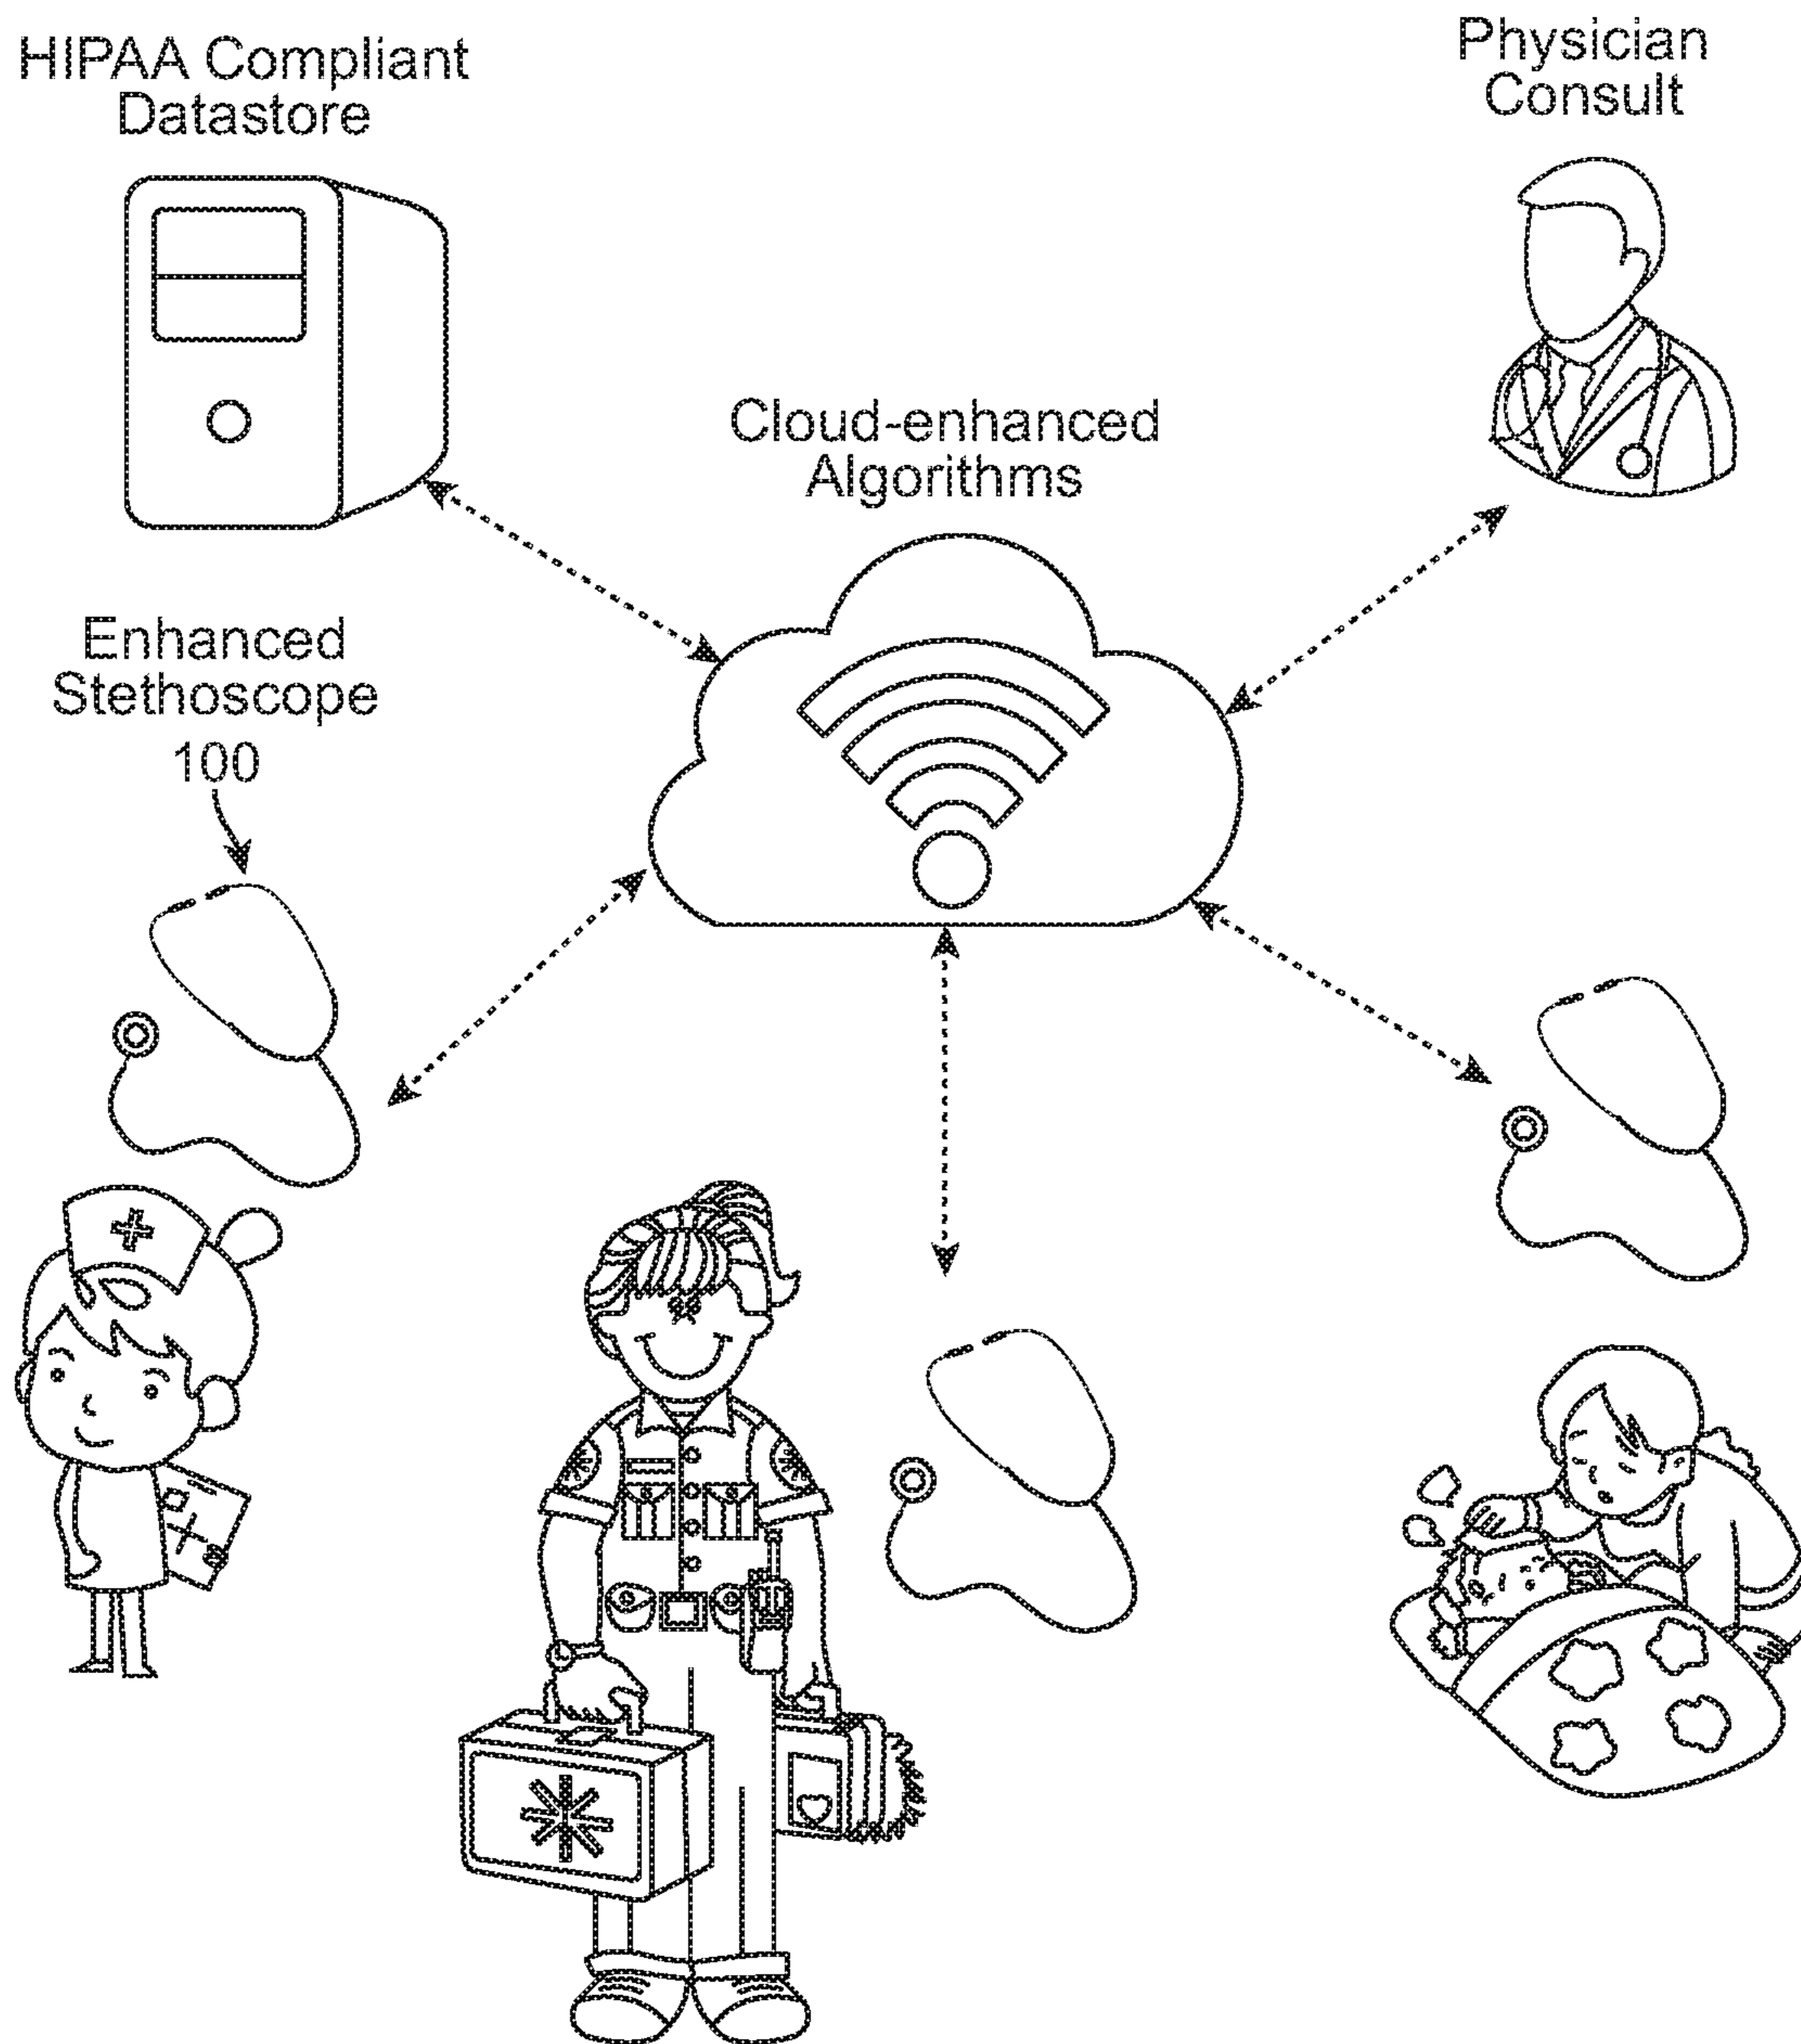 HIPAA Compliant
Datastore
Physician
Consult
Cloud-enhanced
Algorithms
Enhanced
Stethoscope
100